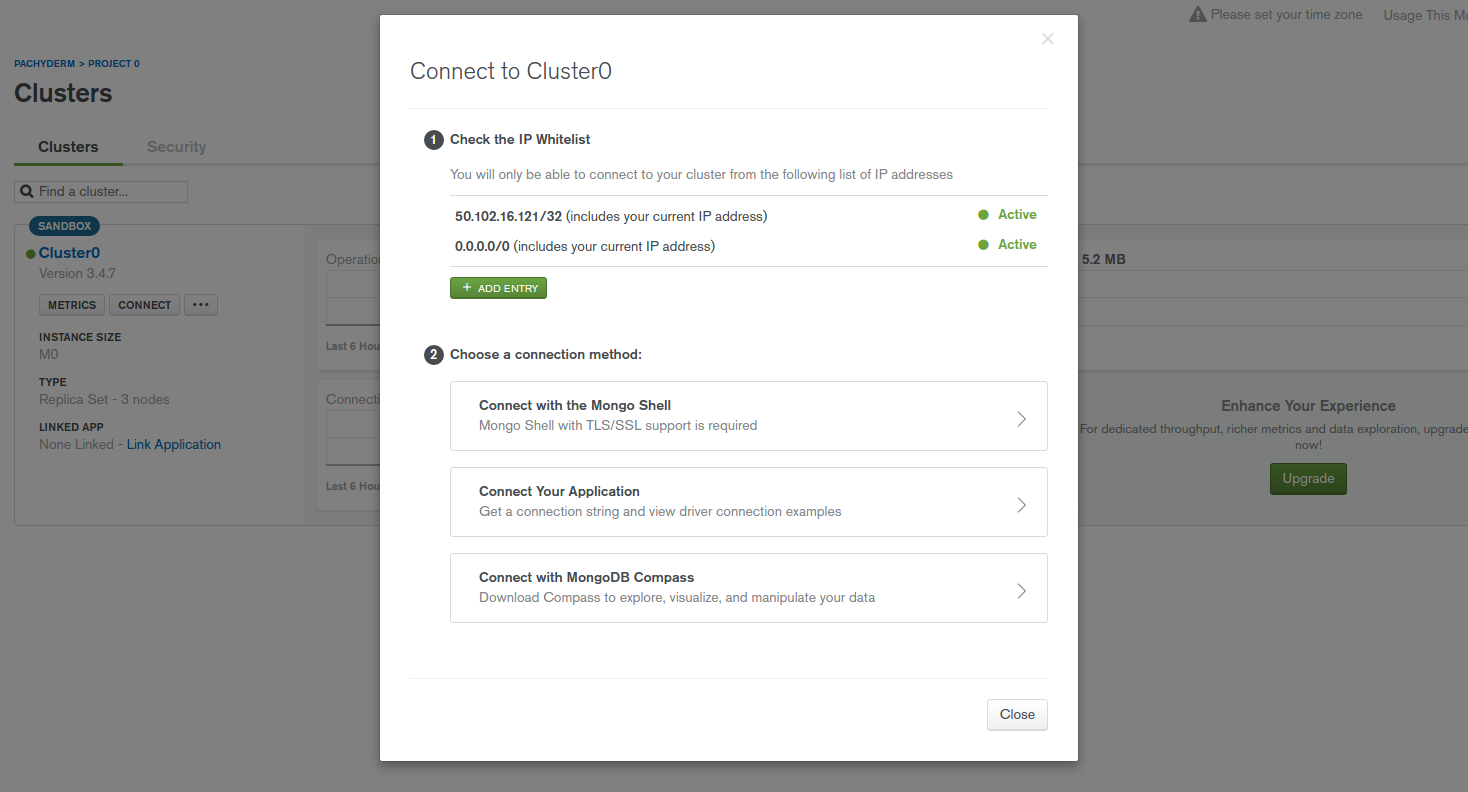 Please set your time zone
Usage This Mo
PACHYDERM > PROJECT 0
Clusters
Clusters
Security
Find a cluster...
SANDBOX
Cluster0
Version 3.4.7
METRICS
CONNECT
INSTANCE SIZE
M0
TYPE
Replica Set - 3 nodes
LINKED APP
None Linked - Link Application
Operation
Last 6 Hou
Connecti
Last 6 Hou
5.2 MB
Enhance Your Experience
For dedicated throughput, richer metrics and data exploration, upgrade
now!
Upgrade
×
Connect to Cluster0
1 Check the IP Whitelist
You will only be able to connect to your cluster from the following list of IP addresses
50.102.16.121/32 (includes your current IP address) Active
0.0.0.0/0 (includes your current IP address) Active
+ ADD ENTRY
2 Choose a connection method:
Connect with the Mongo Shell
Mongo Shell with TLS/SSL support is required
Connect Your Application
Get a connection string and view driver connection examples
Connect with MongoDB Compass
Download Compass to explore, visualize, and manipulate your data
Close